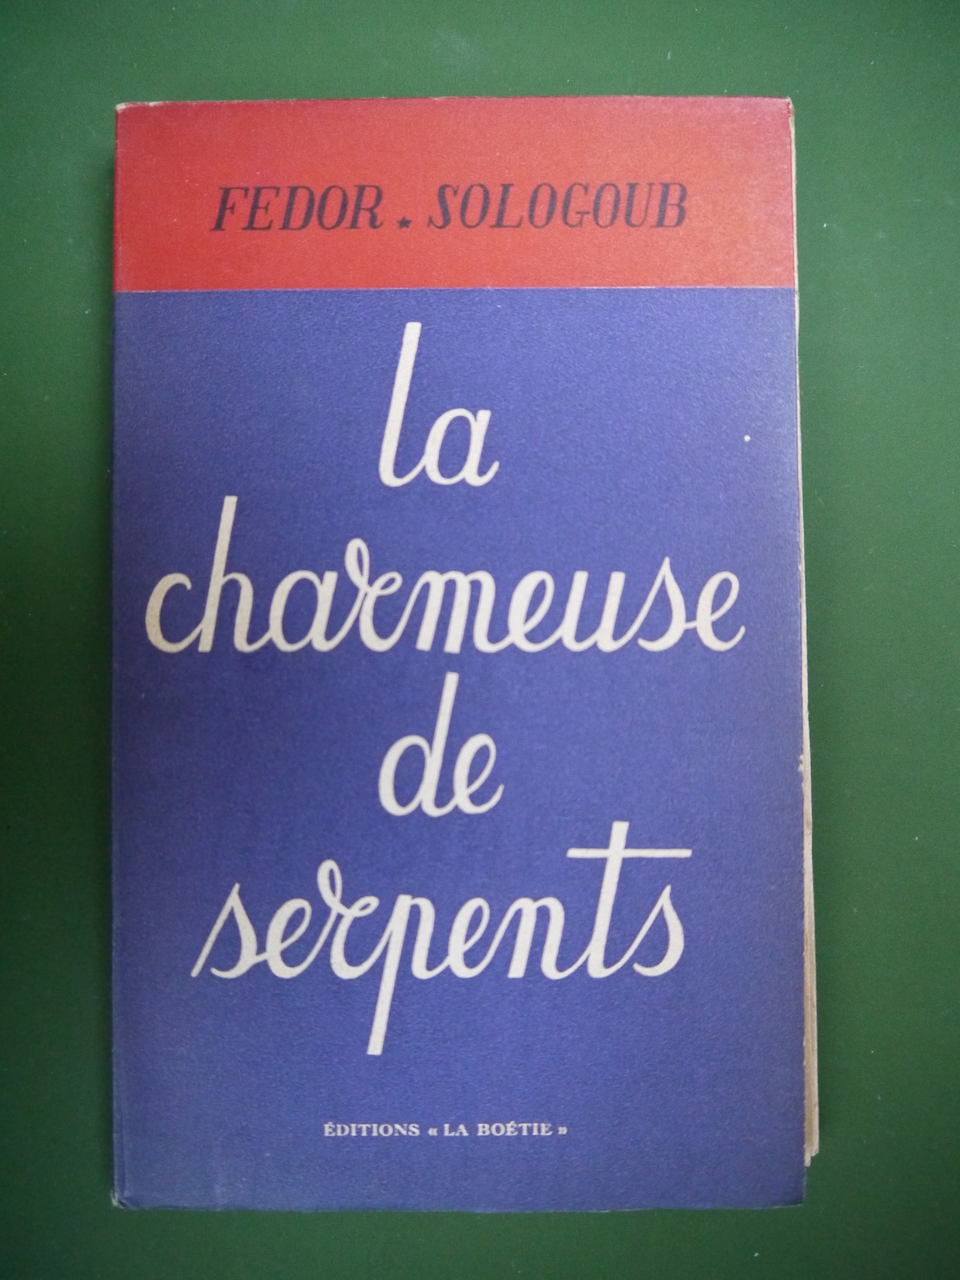 FEDOR ★ SOLOGOUB
la
charmeuse
de
serpents
ÉDITIONS « LA BOÉTIE »